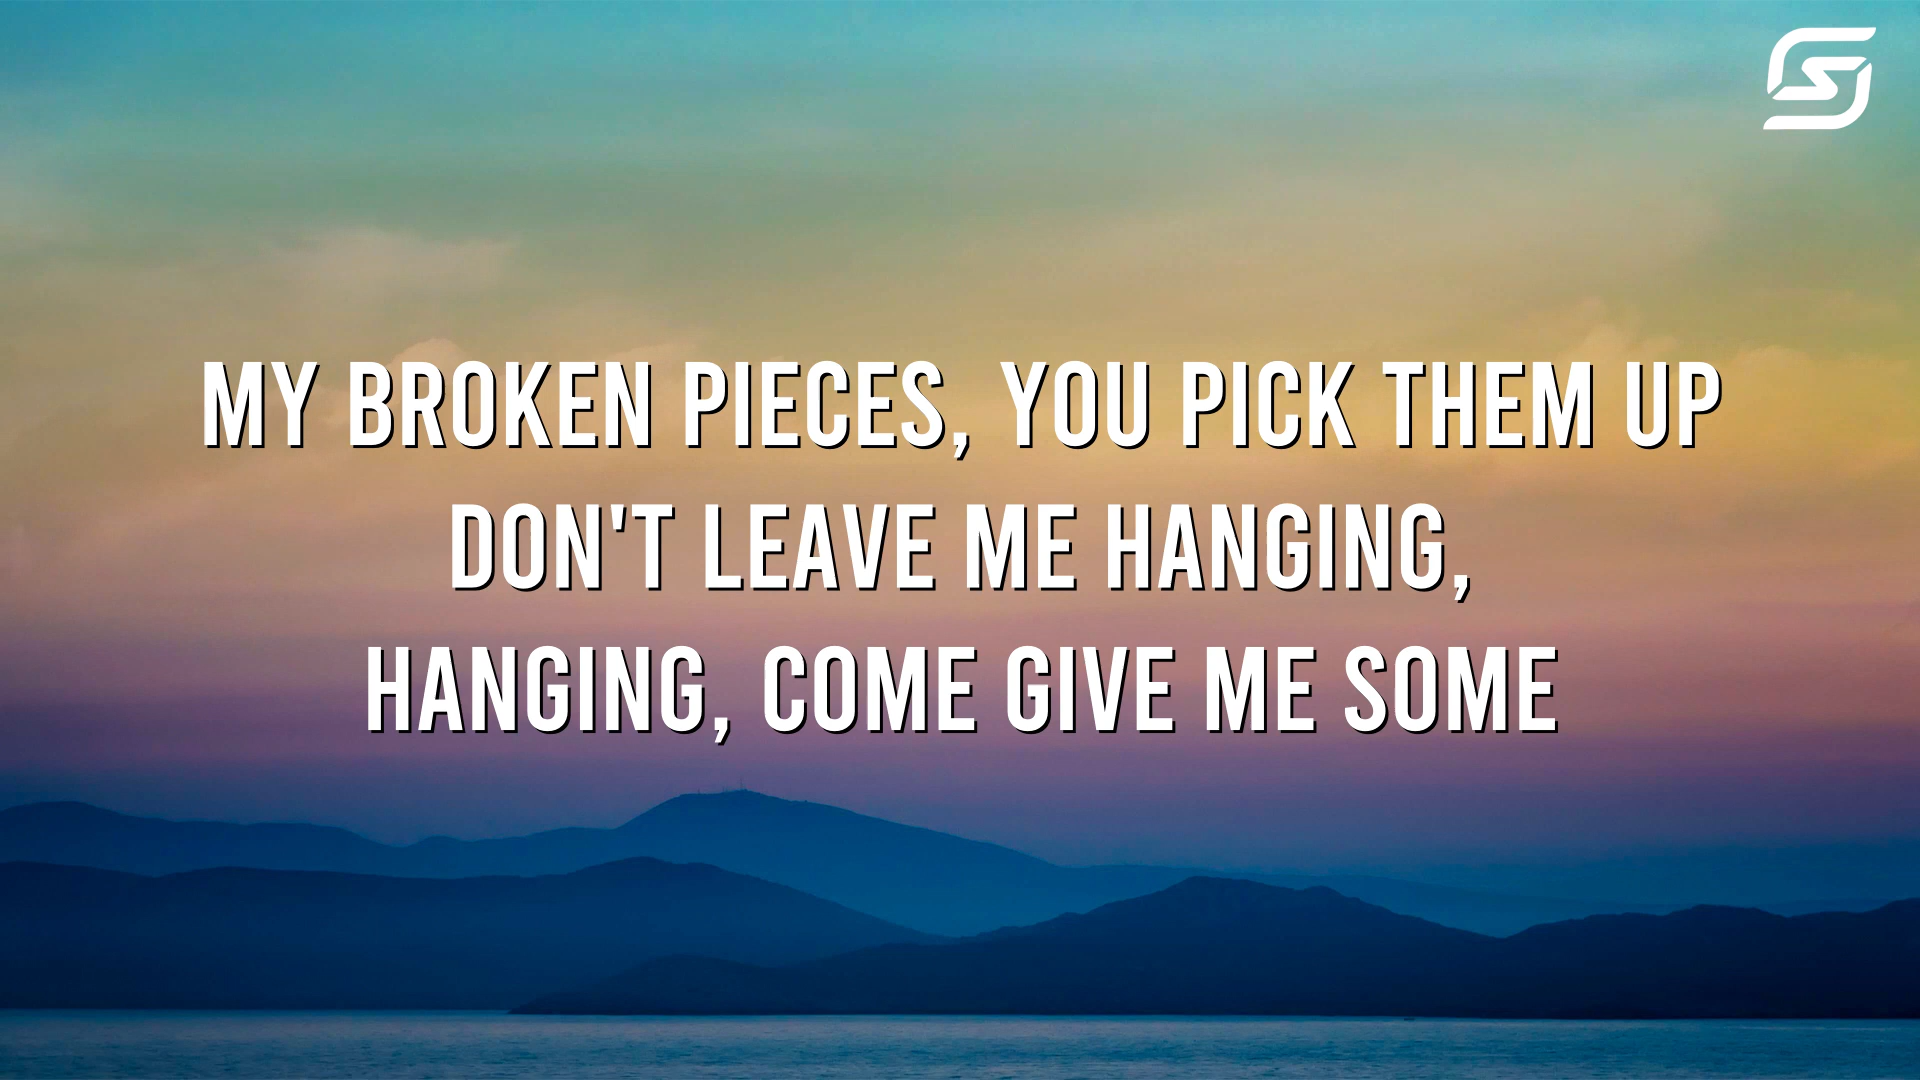 MY BROKEN PIECES, YOU PICK THEM UP
DON'T LEAVE ME HANGING,
HANGING, COME GIVE ME SOME